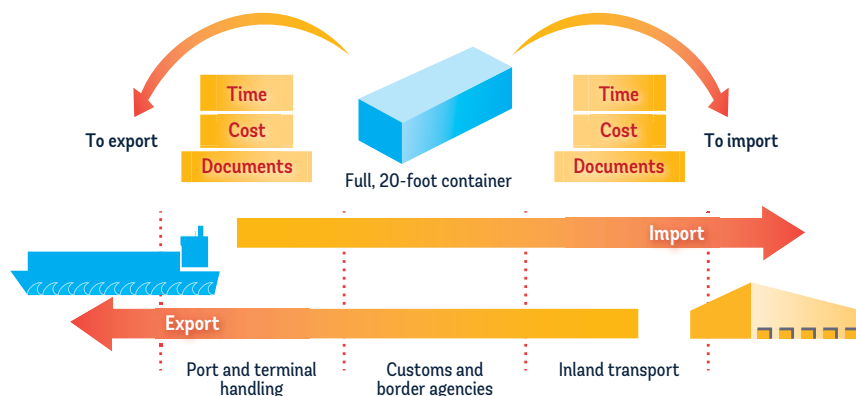 Time
Cost
Documents
To export
Full, 20-foot container
Time
Cost
Documents
To import
Import
Export
Port and terminal
handling
Customs and
border agencies
Inland transport